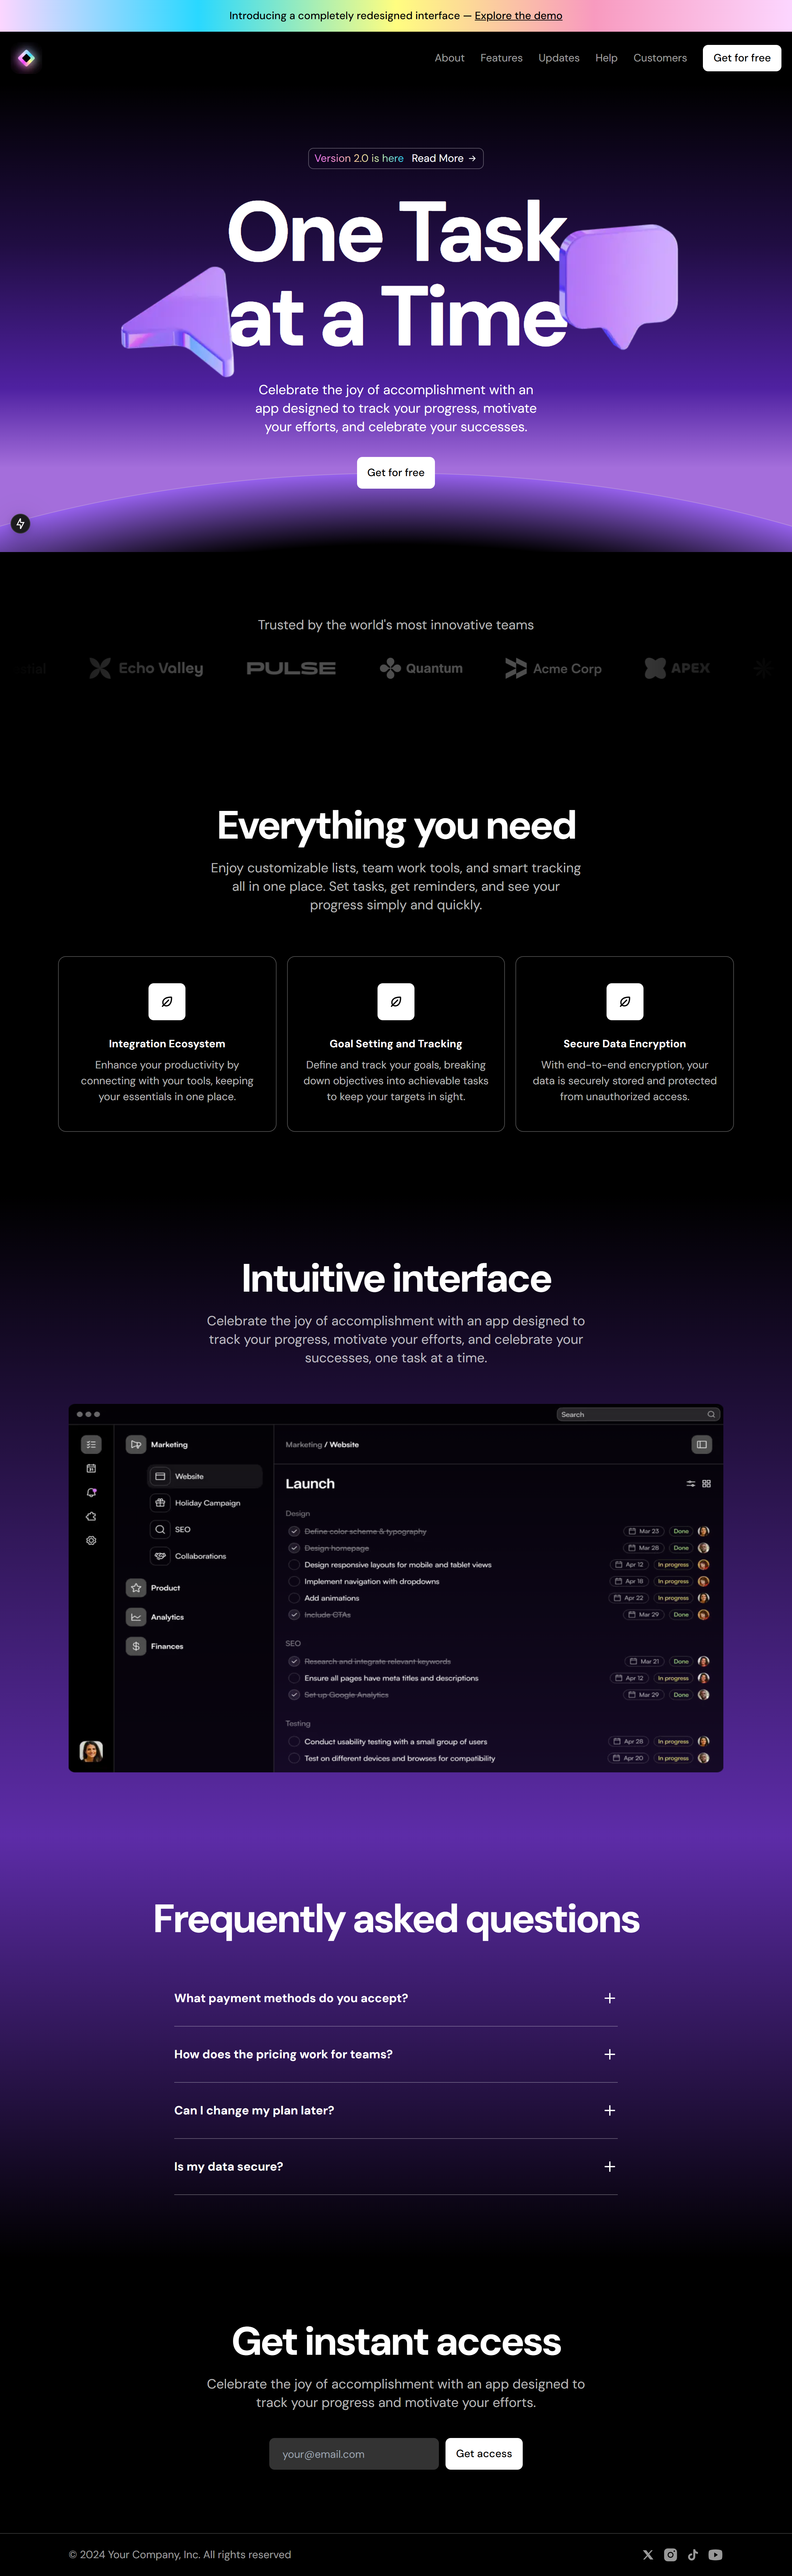 Introducing a completely redesigned interface — Explore the demo
About Features Updates Help Customers Get for free
Version 2.0 is here Read More →
One Task
at a Time
Celebrate the joy of accomplishment with an
app designed to track your progress, motivate
your efforts, and celebrate your successes.
Get for free
Trusted by the world's most innovative teams
Echo Valley PULSE Quantum Acme Corp APEX
Everything you need
Enjoy customizable lists, team work tools, and smart tracking
all in one place. Set tasks, get reminders, and see your
progress simply and quickly.
Integration Ecosystem
Enhance your productivity by
connecting with your tools, keeping
your essentials in one place.
Goal Setting and Tracking
Define and track your goals, breaking
down objectives into achievable tasks
to keep your targets in sight.
Secure Data Encryption
With end-to-end encryption, your
data is securely stored and protected
from unauthorized access.
Intuitive interface
Celebrate the joy of accomplishment with an app designed to
track your progress, motivate your efforts, and celebrate your
successes, one task at a time.
Search
Marketing
Website
Holiday Campaign
SEO
Collaborations
Product
Analytics
Finances
Marketing / Website
Launch
Design
Define color scheme & typography Mar 23 Done
Design homepage Mar 28 Done
Design responsive layouts for mobile and tablet views Apr 12 In progress
Implement navigation with dropdowns Apr 18 In progress
Add animations Apr 22 In progress
Include CTAs Mar 29 Done
SEO
Research and integrate relevant keywords Mar 21 Done
Ensure all pages have meta titles and descriptions Apr 12 In progress
Set up Google Analytics Mar 29 Done
Testing
Conduct usability testing with a small group of users Apr 28 In progress
Test on different devices and browses for compatibility Apr 20 In progress
Frequently asked questions
What payment methods do you accept?
How does the pricing work for teams?
Can I change my plan later?
Is my data secure?
Get instant access
Celebrate the joy of accomplishment with an app designed to
track your progress and motivate your efforts.
your@email.com Get access
© 2024 Your Company, Inc. All rights reserved